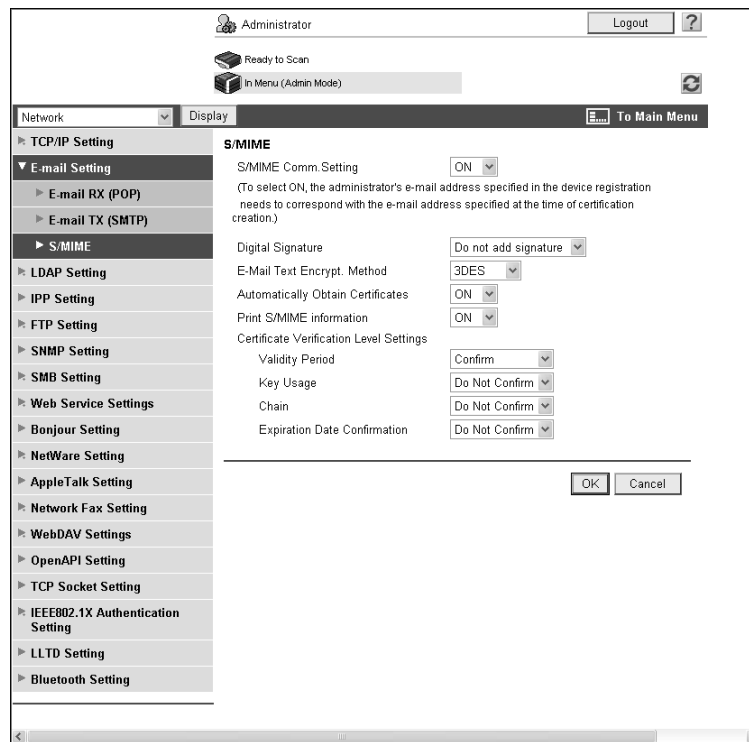 Administrator
Logout
?
Ready to Scan
In Menu (Admin Mode)
Network
Display
To Main Menu
TCP/IP Setting
E-mail Setting
E-mail RX (POP)
E-mail TX (SMTP)
S/MIME
LDAP Setting
IPP Setting
FTP Setting
SNMP Setting
SMB Setting
Web Service Settings
Bonjour Setting
NetWare Setting
AppleTalk Setting
Network Fax Setting
WebDAV Settings
OpenAPI Setting
TCP Socket Setting
IEEE802.1X Authentication
Setting
LLTD Setting
Bluetooth Setting
S/MIME
S/MIME Comm.Setting ON
(To select ON, the administrator's e-mail address specified in the device registration
needs to correspond with the e-mail address specified at the time of certification
creation.)
Digital Signature Do not add signature
E-Mail Text Encrypt. Method 3DES
Automatically Obtain Certificates ON
Print S/MIME information ON
Certificate Verification Level Settings
Validity Period Confirm
Key Usage Do Not Confirm
Chain Do Not Confirm
Expiration Date Confirmation Do Not Confirm
OK Cancel